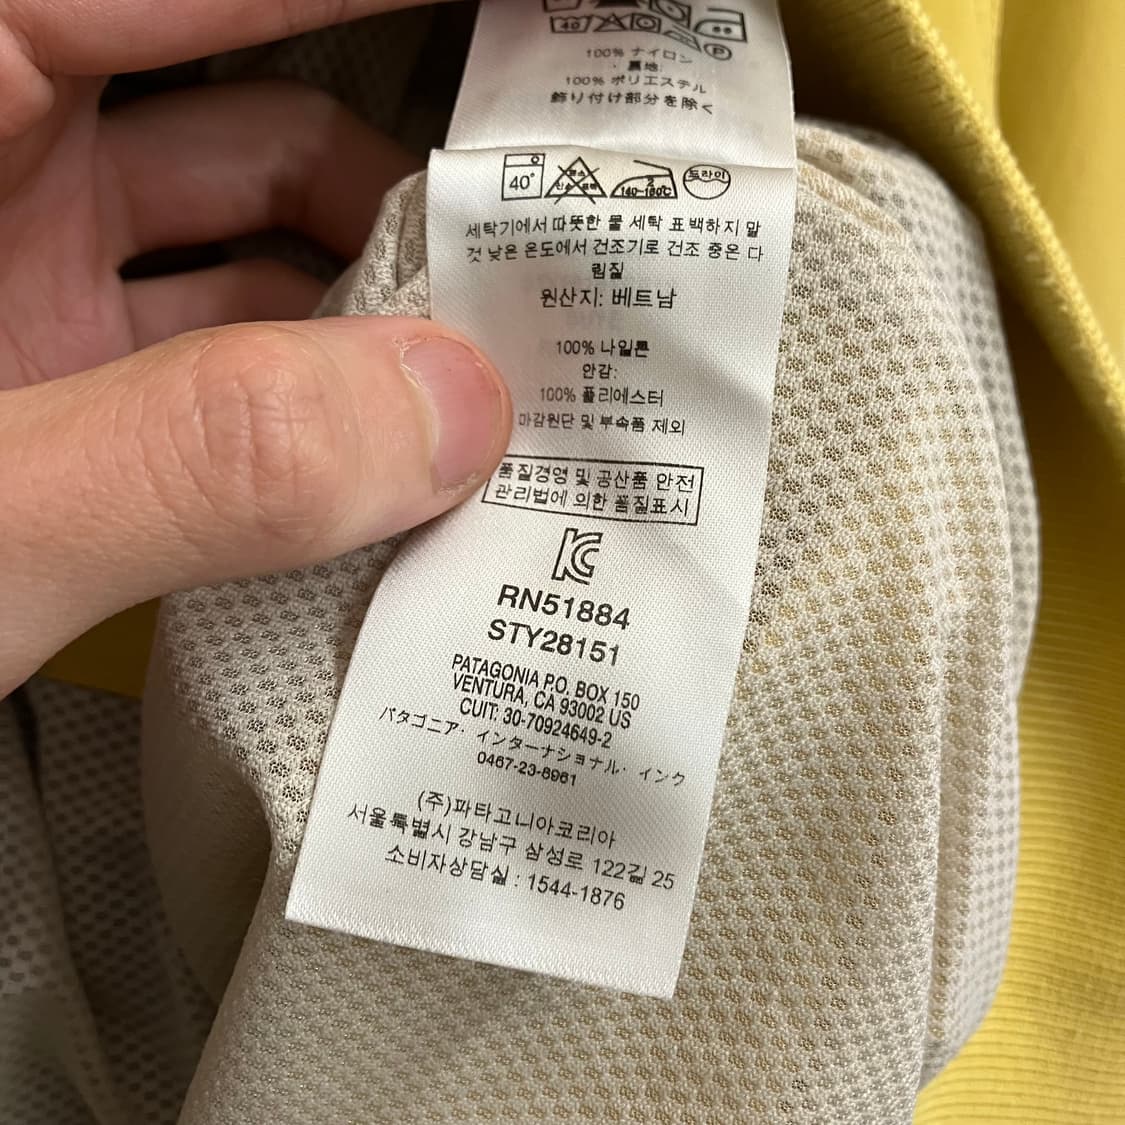 40
100% ナイロン
・裏地:
100% ポリエステル
飾り付け部分を除く
40°
140-160℃
드라이
세탁기에서 따뜻한 물 세탁 표백하지 말
것 낮은 온도에서 건조기로 건조 중온 다
림질
원산지: 베트남
100% 나일론
안감:
100% 폴리에스터
마감원단 및 부속품 제외
품질경영 및 공산품 안전
관리법에 의한 품질표시
RN51884
STY28151
PATAGONIA P.O. BOX 150
VENTURA, CA 93002 US
CUIT: 30-70924649-2
パタゴニア・インターナショナル・インク
0467-23-8961
(주)파타고니아코리아
서울특별시 강남구 삼성로 122길 25
소비자상담실 : 1544-1876